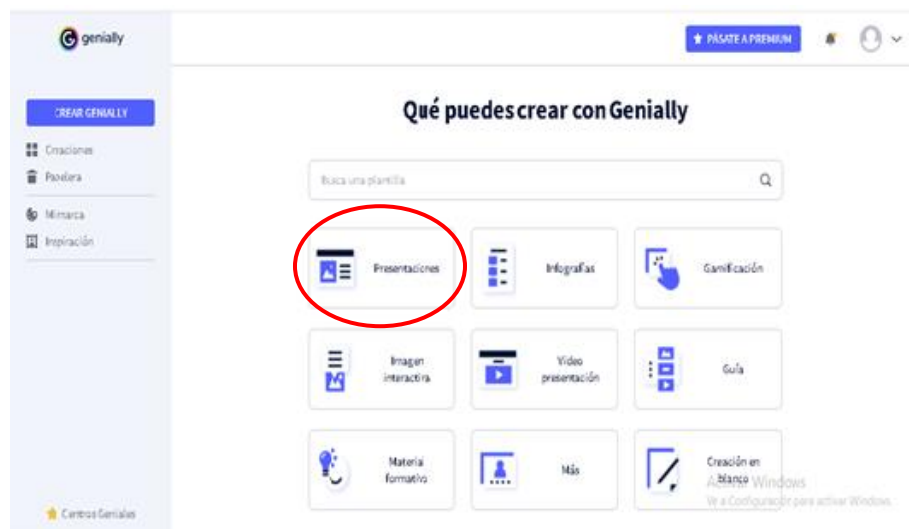 genially
★ PÁSATE A PREMIUM
CREAR GENIALLY
Creaciones
Papelera
Mi marca
Inspiración
Qué puedes crear con Genially
Busca una plantilla
Presentaciones
Infografías
Gamificación
Imagen
interactiva
Video
presentación
Guía
Material
formativo
Más
Creación en
blanco
Activar Windows
Ve a Configuración para activar Windows.
Centros Geniales